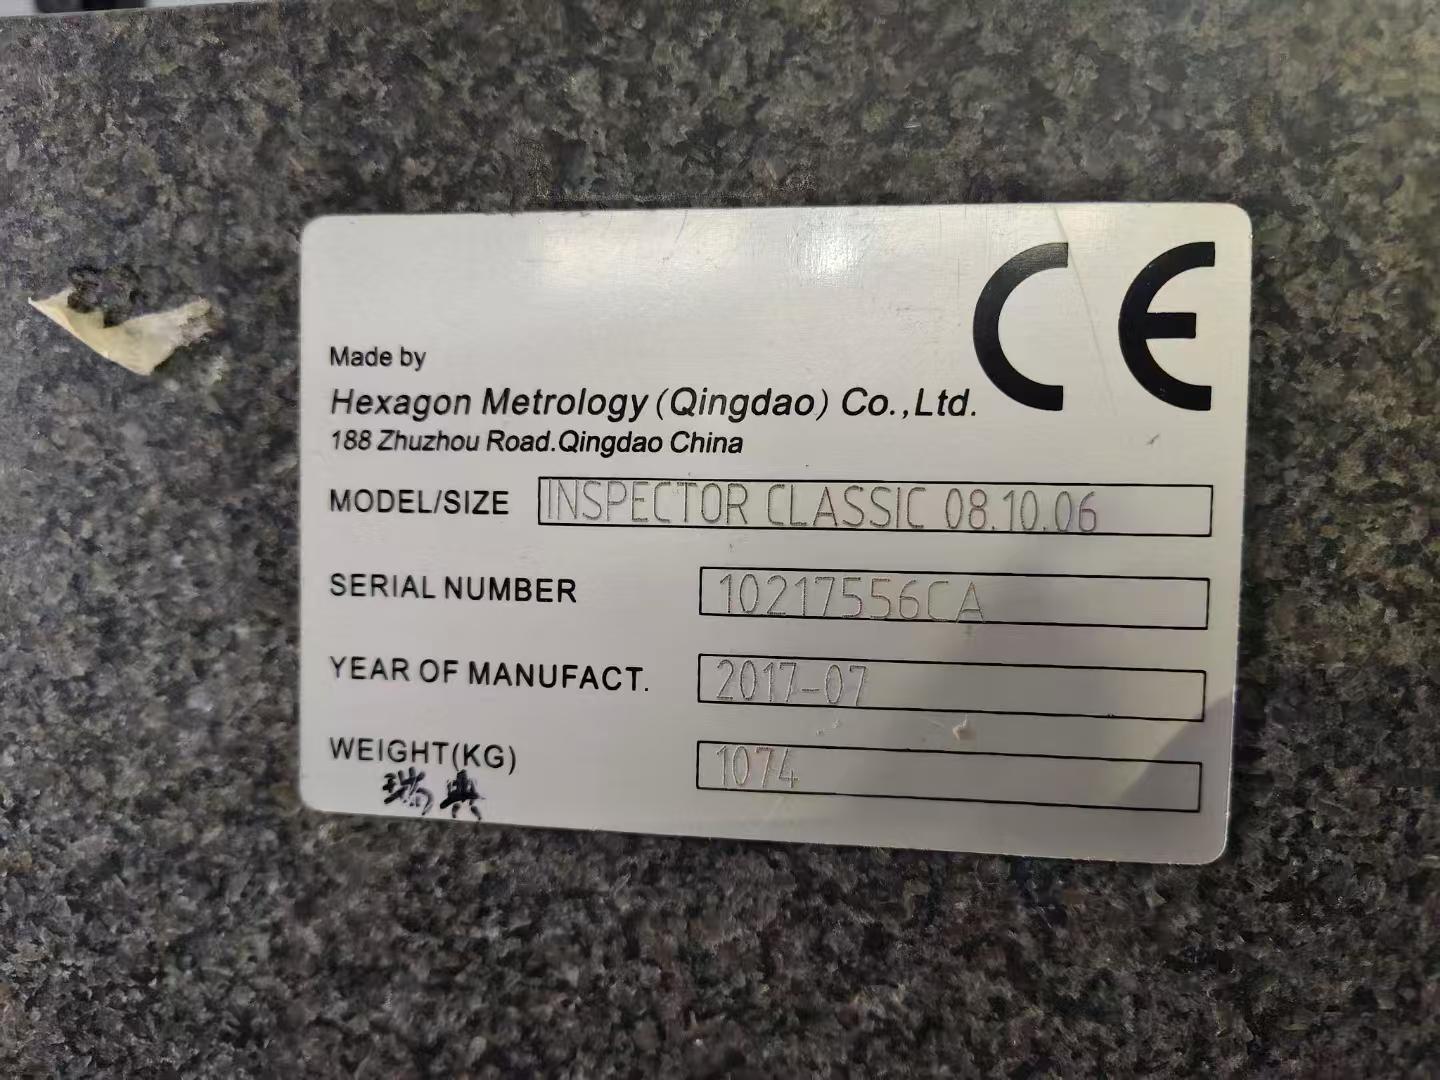 CE
Made by
Hexagon Metrology (Qingdao) Co.,Ltd.
188 Zhuzhou Road.Qingdao China
MODEL/SIZE INSPECTOR CLASSIC 08.10.06
SERIAL NUMBER 10217556CA
YEAR OF MANUFACT. 2017-07
WEIGHT(KG) 1074
瑞典